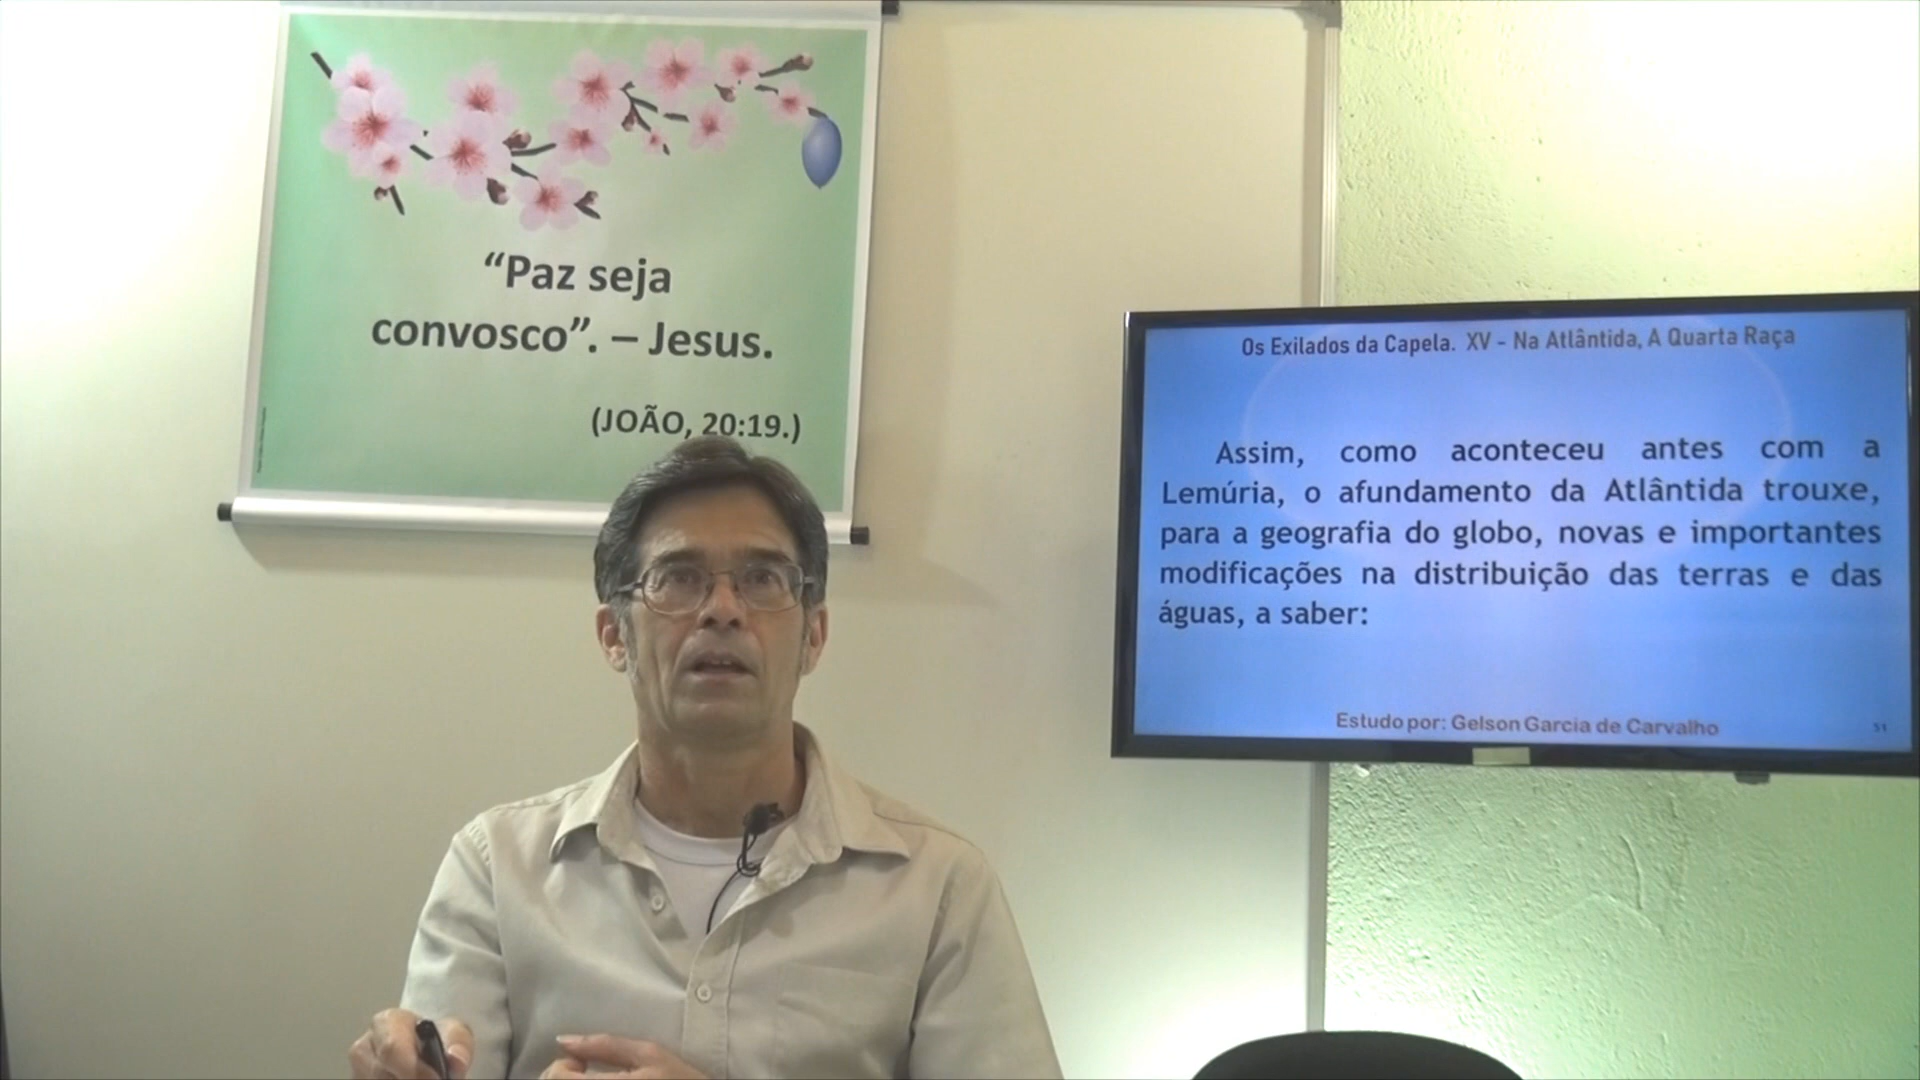 “Paz seja
convosco”. – Jesus.
(JOÃO, 20:19.)
Os Exilados da Capela. XV - Na Atlântida, A Quarta Raça
Assim, como aconteceu antes com a
Lemúria, o afundamento da Atlântida trouxe,
para a geografia do globo, novas e importantes
modificações na distribuição das terras e das
águas, a saber:
Estudo por: Gelson Garcia de Carvalho
51